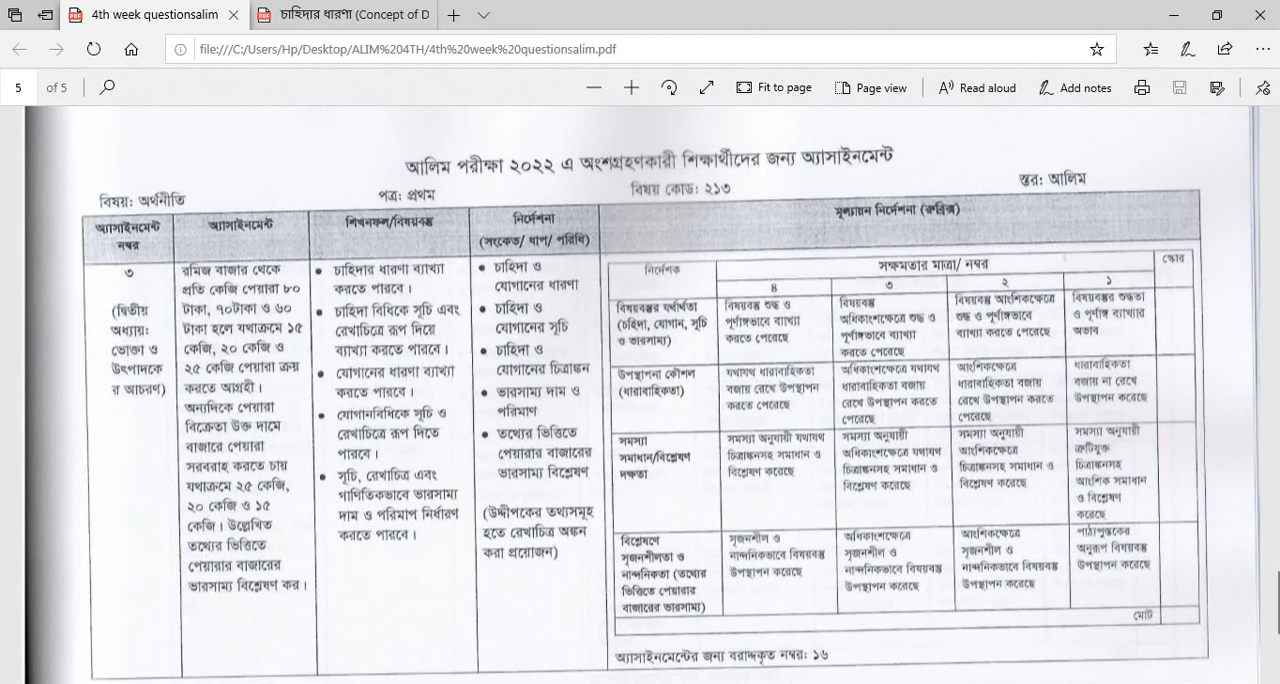 4th week questionsalim
চাহিদার ধারণা (Concept of D
file:///C:/Users/Hp/Desktop/ALIM%204TH/4th%20week%20questionsalim.pdf
5 of 5
Fit to page
Page view
Read aloud
Add notes
আলিম পরীক্ষা ২০২২ এ অংশগ্রহণকারী শিক্ষার্থীদের জন্য অ্যাসাইনমেন্ট
বিষয়: অর্থনীতি
পত্র: প্রথম
বিষয় কোড: ২১৩
স্তর: আলিম
অ্যাসাইনমেন্ট
নম্বর
অ্যাসাইনমেন্ট
শিখনফল/বিষয়বস্তু
নির্দেশনা
(সংকেত/ ধাপ/ পরিধি)
মূল্যায়ন নির্দেশনা (রুব্রিক্স)
৩
(দ্বিতীয়
অধ্যায়:
ভোক্তা ও
উৎপাদকে
র আচরণ)
রমিজ বাজার থেকে
প্রতি কেজি পেয়ারা ৮০
টাকা, ৭০টাকা ও ৬০
টাকা হলে যথাক্রমে ১৫
কেজি, ২০ কেজি ও
২৫ কেজি পেয়ারা ক্রয়
করতে আগ্রহী।
অন্যদিকে পেয়ারা
বিক্রেতা উক্ত দামে
বাজারে পেয়ারা
সরবরাহ করতে চায়
যথাক্রমে ২৫ কেজি,
২০ কেজি ও ১৫
কেজি। উল্লেখিত
তথ্যের ভিত্তিতে
পেয়ারার বাজারের
ভারসাম্য বিশ্লেষণ কর।
• চাহিদার ধারণা ব্যাখ্যা
করতে পারবে।
• চাহিদা বিধিকে সূচি এবং
রেখাচিত্রে রূপ দিয়ে
ব্যাখ্যা করতে পারবে।
• যোগানের ধারণা ব্যাখ্যা
করতে পারবে।
• যোগানবিধিকে সূচি ও
রেখাচিত্রে রূপ দিতে
পারবে।
• সূচি, রেখাচিত্র এবং
গাণিতিকভাবে ভারসাম্য
দাম ও পরিমাপ নির্ধারণ
করতে পারবে।
• চাহিদা ও
যোগানের ধারণা
• চাহিদা ও
যোগানের সূচি
• চাহিদা ও
যোগানের চিত্রাঙ্কন
• ভারসাম্য দাম ও
পরিমাণ
• তথ্যের ভিত্তিতে
পেয়ারার বাজারের
ভারসাম্য বিশ্লেষণ
(উদ্দীপকের তথ্যসমূহ
হতে রেখাচিত্র অঙ্কন
করা প্রয়োজন)
নির্দেশক
সক্ষমতার মাত্রা/ নম্বর
স্কোর
৪
৩
২
১
বিষয়বস্তুর যথার্থতা
(চাহিদা, যোগান, সূচি
ও ভারসাম্য)
বিষয়বস্তু শুদ্ধ ও
পূর্ণাঙ্গভাবে ব্যাখ্যা
করতে পেরেছে
বিষয়বস্তু
অধিকাংশক্ষেত্রে শুদ্ধ ও
পূর্ণাঙ্গভাবে ব্যাখ্যা
করতে পেরেছে
বিষয়বস্তু আংশিকক্ষেত্রে
শুদ্ধ ও পূর্ণাঙ্গভাবে
ব্যাখ্যা করতে পেরেছে
বিষয়বস্তুর শুদ্ধতা
ও পূর্ণাঙ্গ ব্যাখ্যার
অভাব
উপস্থাপনা কৌশল
(ধারাবাহিকতা)
যথাযথ ধারাবাহিকতা
বজায় রেখে উপস্থাপন
করতে পেরেছে
অধিকাংশক্ষেত্রে যথাযথ
ধারাবাহিকতা বজায়
রেখে উপস্থাপন করতে
পেরেছে
আংশিকক্ষেত্রে
ধারাবাহিকতা বজায়
রেখে উপস্থাপন করতে
পেরেছে
ধারাবাহিকতা
বজায় না রেখে
উপস্থাপন করেছে
সমস্যা
সমাধান/বিশ্লেষণ
দক্ষতা
সমস্যা অনুযায়ী যথাযথ
চিত্রাঙ্কনসহ সমাধান ও
বিশ্লেষণ করেছে
সমস্যা অনুযায়ী
অধিকাংশক্ষেত্রে
চিত্রাঙ্কনসহ সমাধান ও
বিশ্লেষণ করেছে
সমস্যা অনুযায়ী
আংশিকক্ষেত্রে
চিত্রাঙ্কনসহ সমাধান ও
বিশ্লেষণ করেছে
সমস্যা অনুযায়ী
ত্রুটিযুক্ত
চিত্রাঙ্কনসহ
আংশিক সমাধান
ও বিশ্লেষণ
করেছে
বিশ্লেষণে
সৃজনশীলতা ও
নান্দনিকতা (তথ্যের
ভিত্তিতে পেয়ারার
বাজারের ভারসাম্য)
সৃজনশীল ও
নান্দনিকভাবে বিষয়বস্তু
উপস্থাপন করেছে
অধিকাংশক্ষেত্রে
সৃজনশীল ও
নান্দনিকভাবে বিষয়বস্তু
উপস্থাপন করেছে
আংশিকক্ষেত্রে
সৃজনশীল ও
নান্দনিকভাবে বিষয়বস্তু
উপস্থাপন করেছে
পাঠ্যপুস্তকের
অনুরূপ বিষয়বস্তু
উপস্থাপন করেছে
মোট
অ্যাসাইনমেন্টের জন্য বরাদ্দকৃত নম্বর: ১৬